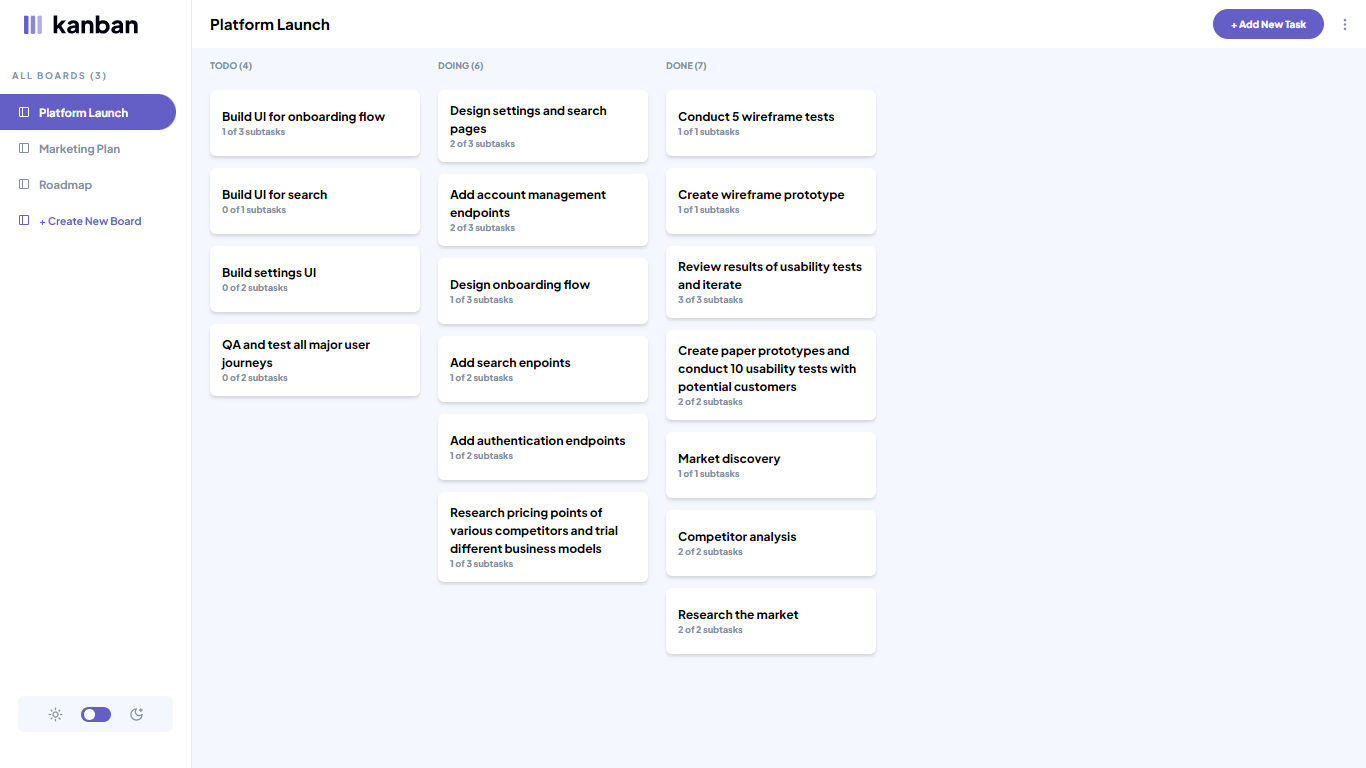 kanban
Platform Launch
+ Add New Task
ALL BOARDS (3)
Platform Launch
Marketing Plan
Roadmap
+ Create New Board
TODO (4)
Build UI for onboarding flow
1 of 3 subtasks
Build UI for search
0 of 1 subtasks
Build settings UI
0 of 2 subtasks
QA and test all major user
journeys
0 of 2 subtasks
DOING (6)
Design settings and search
pages
2 of 3 subtasks
Add account management
endpoints
2 of 3 subtasks
Design onboarding flow
1 of 3 subtasks
Add search enpoints
1 of 2 subtasks
Add authentication endpoints
1 of 2 subtasks
Research pricing points of
various competitors and trial
different business models
1 of 3 subtasks
DONE (7)
Conduct 5 wireframe tests
1 of 1 subtasks
Create wireframe prototype
1 of 1 subtasks
Review results of usability tests
and iterate
3 of 3 subtasks
Create paper prototypes and
conduct 10 usability tests with
potential customers
2 of 2 subtasks
Market discovery
1 of 1 subtasks
Competitor analysis
2 of 2 subtasks
Research the market
2 of 2 subtasks